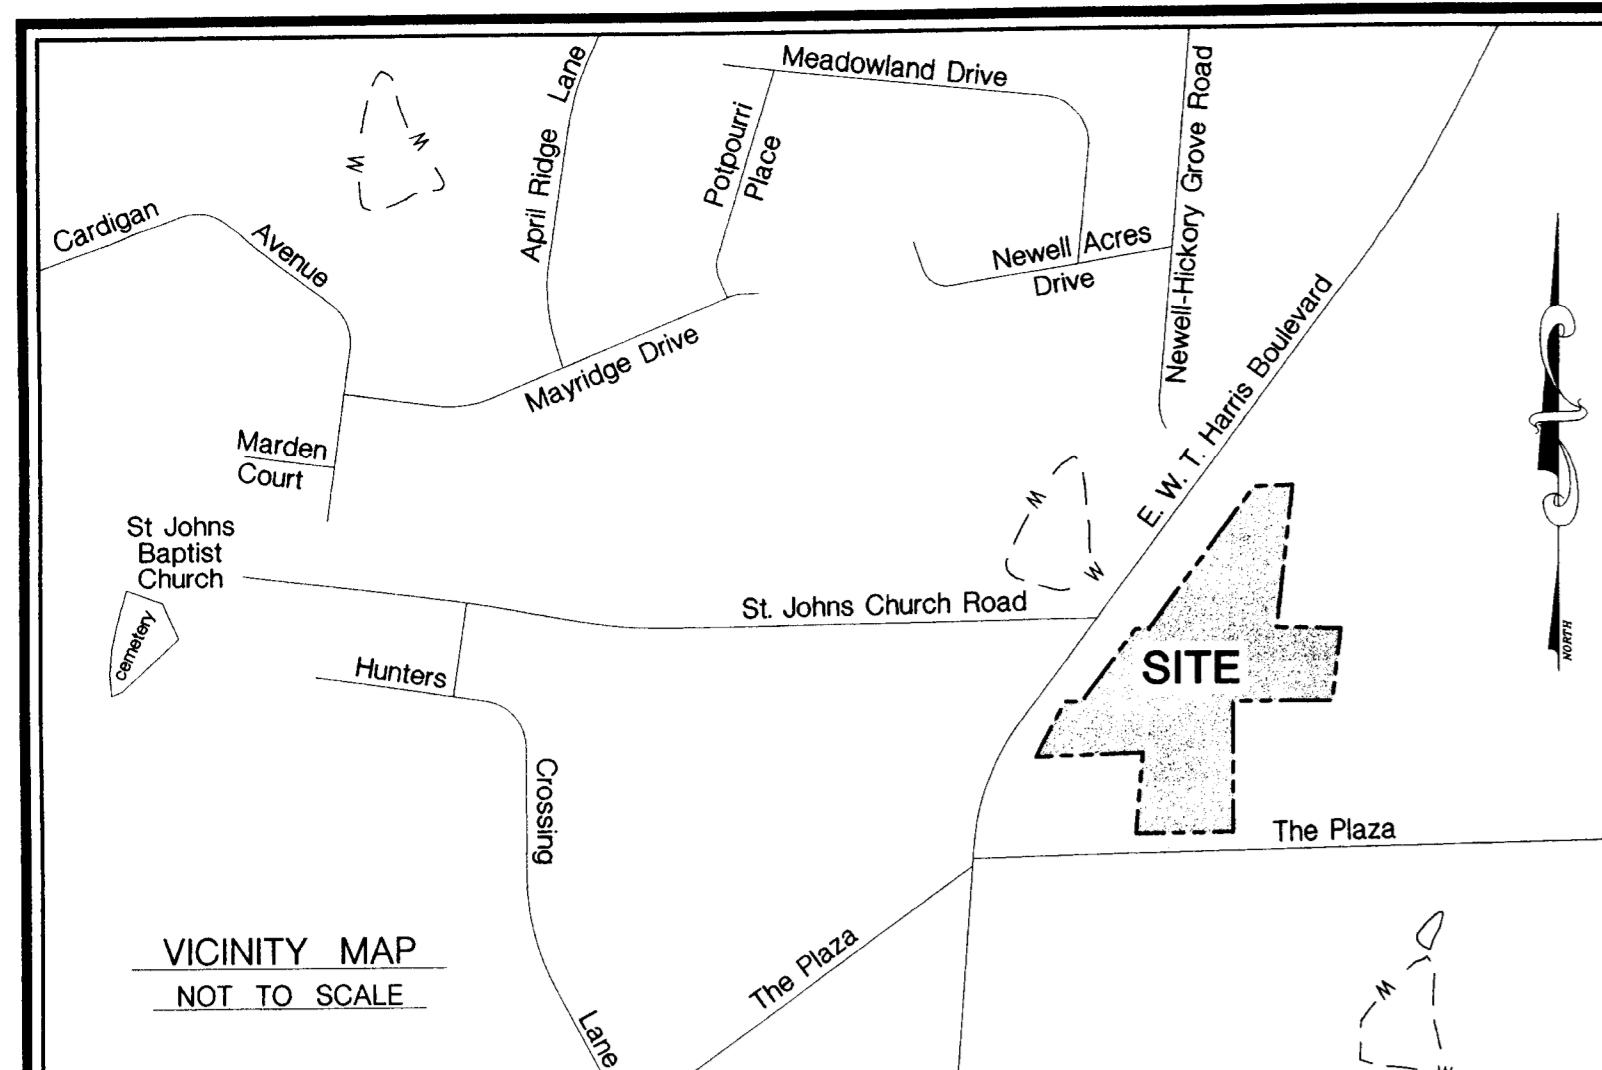 Meadowland Drive
April Ridge Lane
Potpourri
Place
Newell-Hickory Grove Road
W
W
Cardigan
Avenue
Newell Acres
Drive
E. W. T. Harris Boulevard
Mayridge Drive
Marden
Court
W
W
St Johns
Baptist
Church
cemetery
St. Johns Church Road
NORTH
SITE
Hunters
Crossing
Lane
The Plaza
The Plaza
VICINITY MAP
NOT TO SCALE
W
W